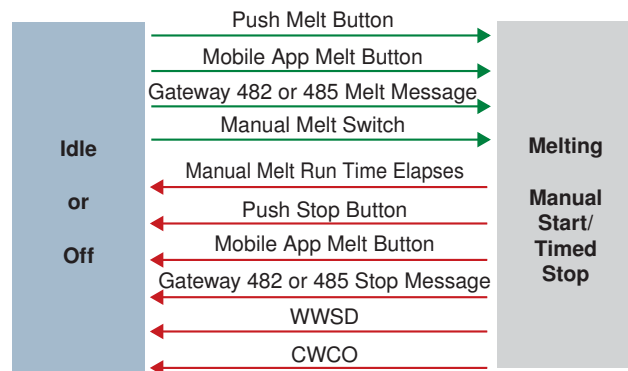 Push Melt Button
Mobile App Melt Button
Gateway 482 or 485 Melt Message
Manual Melt Switch
Manual Melt Run Time Elapses
Push Stop Button
Mobile App Melt Button
Gateway 482 or 485 Stop Message
WWSD
CWCO
Idle
or
Off
Melting
Manual
Start/
Timed
Stop